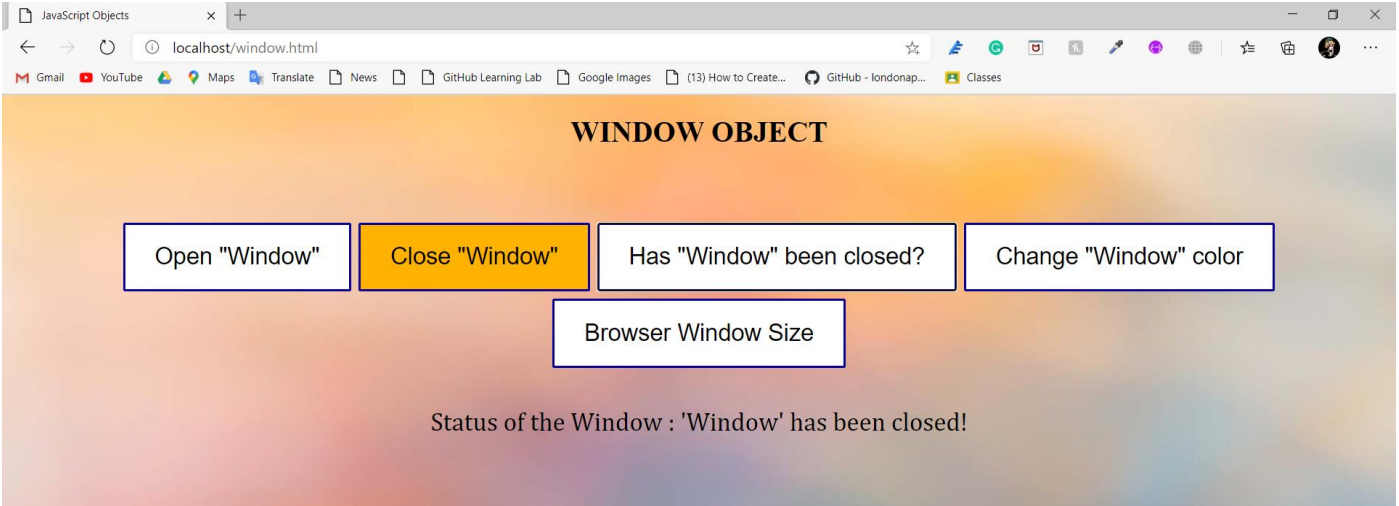 JavaScript Objects
localhost/window.html
Gmail YouTube Maps Translate News GitHub Learning Lab Google Images (13) How to Create... GitHub - londonap... Classes
WINDOW OBJECT
Open "Window" Close "Window" Has "Window" been closed? Change "Window" color
Browser Window Size
Status of the Window : 'Window' has been closed!